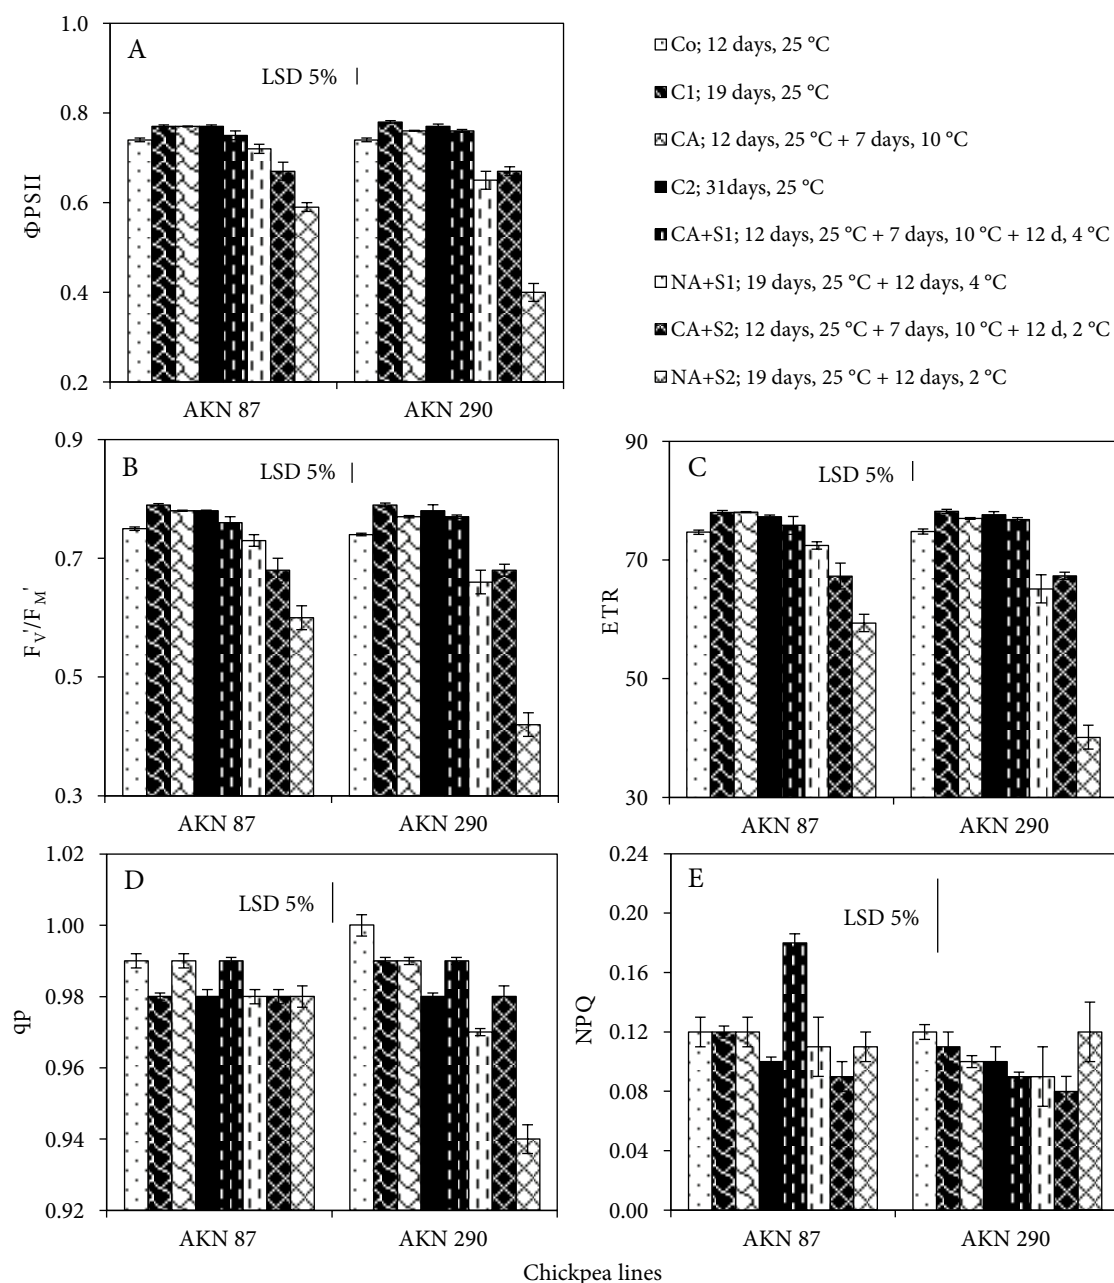 1.0
0.8
0.6
0.4
0.2
ΦPSII
A
LSD 5%
AKN 87
AKN 290
Co; 12 days, 25 °C
C1; 19 days, 25 °C
CA; 12 days, 25 °C + 7 days, 10 °C
C2; 31days, 25 °C
CA+S1; 12 days, 25 °C + 7 days, 10 °C + 12 d, 4 °C
NA+S1; 19 days, 25 °C + 12 days, 4 °C
CA+S2; 12 days, 25 °C + 7 days, 10 °C + 12 d, 2 °C
NA+S2; 19 days, 25 °C + 12 days, 2 °C
0.9
0.7
0.5
0.3
FV'/FM'
B
LSD 5%
AKN 87
AKN 290
90
70
50
30
ETR
C
LSD 5%
AKN 87
AKN 290
1.02
1.00
0.98
0.96
0.94
0.92
qp
D
LSD 5%
AKN 87
AKN 290
0.24
0.20
0.16
0.12
0.08
0.04
0.00
NPQ
E
LSD 5%
AKN 87
AKN 290
Chickpea lines